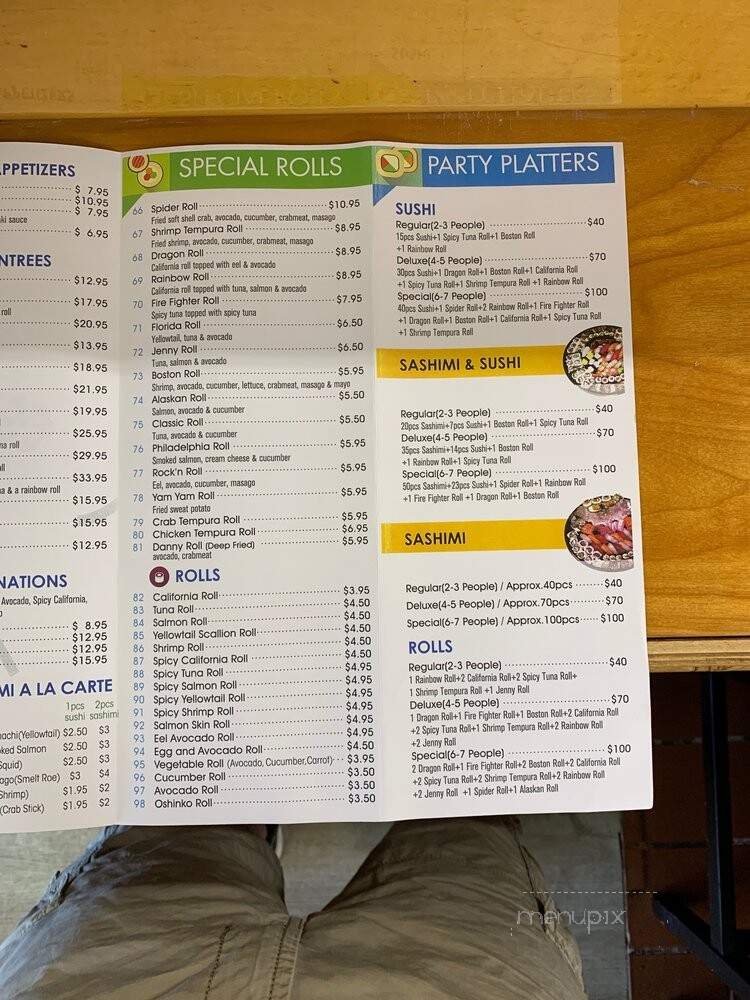 APPETIZERS
$ 7.95
$10.95
$ 7.95
ki sauce
$ 6.95
NTREES
$12.95
$17.95
roll
$20.95
$13.95
$18.95
$21.95
$19.95
$25.95
na roll
$29.95
all
$33.95
a & a rainbow roll
$15.95
$15.95
$12.95
NATIONS
Avocado, Spicy California,
$ 8.95
$12.95
$12.95
$15.95
MI A LA CARTE
1pcs 2pcs
sushi sashimi
nachi(Yellowtail) $2.50 $3
oked Salmon $2.50 $3
Squid) $2.50 $3
ago(Smelt Roe) $3 $4
Shrimp) $1.95 $2
(Crab Stick) $1.95 $2
SPECIAL ROLLS
66 Spider Roll $10.95
Fried soft shell crab, avocado, cucumber, crabmeat, masago
67 Shrimp Tempura Roll $8.95
Fried shrimp, avocado, cucumber, crabmeat, masago
68 Dragon Roll $8.95
California roll topped with eel & avocado
69 Rainbow Roll $8.95
California roll topped with tuna, salmon & avocado
70 Fire Fighter Roll $7.95
Spicy tuna topped with spicy tuna
71 Florida Roll $6.50
Yellowtail, tuna & avocado
72 Jenny Roll $6.50
Tuna, salmon & avocado
73 Boston Roll $5.95
Shrimp, avocado, cucumber, lettuce, crabmeat, masago & mayo
74 Alaskan Roll $5.50
Salmon, avocado & cucumber
75 Classic Roll $5.50
Tuna, avocado & cucumber
76 Philadelphia Roll $5.95
Smoked salmon, cream cheese & cucumber
77 Rock'n Roll $5.95
Eel, avocado, cucumber, masago
78 Yam Yam Roll $5.95
Fried sweet potato
79 Crab Tempura Roll $5.95
80 Chicken Tempura Roll $6.95
81 Danny Roll (Deep Fried) $5.95
avocado, crabmeat
ROLLS
82 California Roll $3.95
83 Tuna Roll $4.50
84 Salmon Roll $4.50
85 Yellowtail Scallion Roll $4.50
86 Shrimp Roll $4.50
87 Spicy California Roll $4.50
88 Spicy Tuna Roll $4.95
89 Spicy Salmon Roll $4.95
90 Spicy Yellowtail Roll $4.95
91 Spicy Shrimp Roll $4.95
92 Salmon Skin Roll $4.95
93 Eel Avocado Roll $4.95
94 Egg and Avocado Roll $4.50
95 Vegetable Roll (Avocado, Cucumber, Carrot) $3.95
96 Cucumber Roll $3.50
97 Avocado Roll $3.50
98 Oshinko Roll $3.50
PARTY PLATTERS
SUSHI
Regular(2-3 People) $40
15pcs Sushi+1 Spicy Tuna Roll+1 Boston Roll
+1 Rainbow Roll
Deluxe(4-5 People) $70
30pcs Sushi+1 Dragon Roll+1 Boston Roll+1 California Roll
+1 Spicy Tuna Roll+1 Shrimp Tempura Roll +1 Rainbow Roll
Special(6-7 People) $100
40pcs Sushi+1 Spider Roll+2 Rainbow Roll+1 Fire Fighter Roll
+1 Dragon Roll+1 Boston Roll+1 California Roll+1 Spicy Tuna Roll
+1 Shrimp Tempura Roll
SASHIMI & SUSHI
Regular(2-3 People) $40
20pcs Sashimi+7pcs Sushi+1 Boston Roll+1 Spicy Tuna Roll
Deluxe(4-5 People) $70
35pcs Sashimi+14pcs Sushi+1 Boston Roll
+1 Rainbow Roll+1 Spicy Tuna Roll
Special(6-7 People) $100
50pcs Sashimi+23pcs Sushi+1 Spider Roll+1 Rainbow Roll
+1 Fire Fighter Roll +1 Dragon Roll+1 Boston Roll
SASHIMI
Regular(2-3 People) / Approx.40pcs $40
Deluxe(4-5 People) / Approx.70pcs $70
Special(6-7 People) / Approx.100pcs $100
ROLLS
Regular(2-3 People) $40
1 Rainbow Roll+2 California Roll+2 Spicy Tuna Roll+
1 Shrimp Tempura Roll +1 Jenny Roll
Deluxe(4-5 People) $70
1 Dragon Roll+1 Fire Fighter Roll+1 Boston Roll+2 California Roll
+2 Spicy Tuna Roll+1 Shrimp Tempura Roll+2 Rainbow Roll
+2 Jenny Roll
Special(6-7 People) $100
2 Dragon Roll+1 Fire Fighter Roll+2 Boston Roll+2 California Roll
+2 Spicy Tuna Roll+2 Shrimp Tempura Roll+2 Rainbow Roll
+2 Jenny Roll +1 Spider Roll+1 Alaskan Roll
menupix